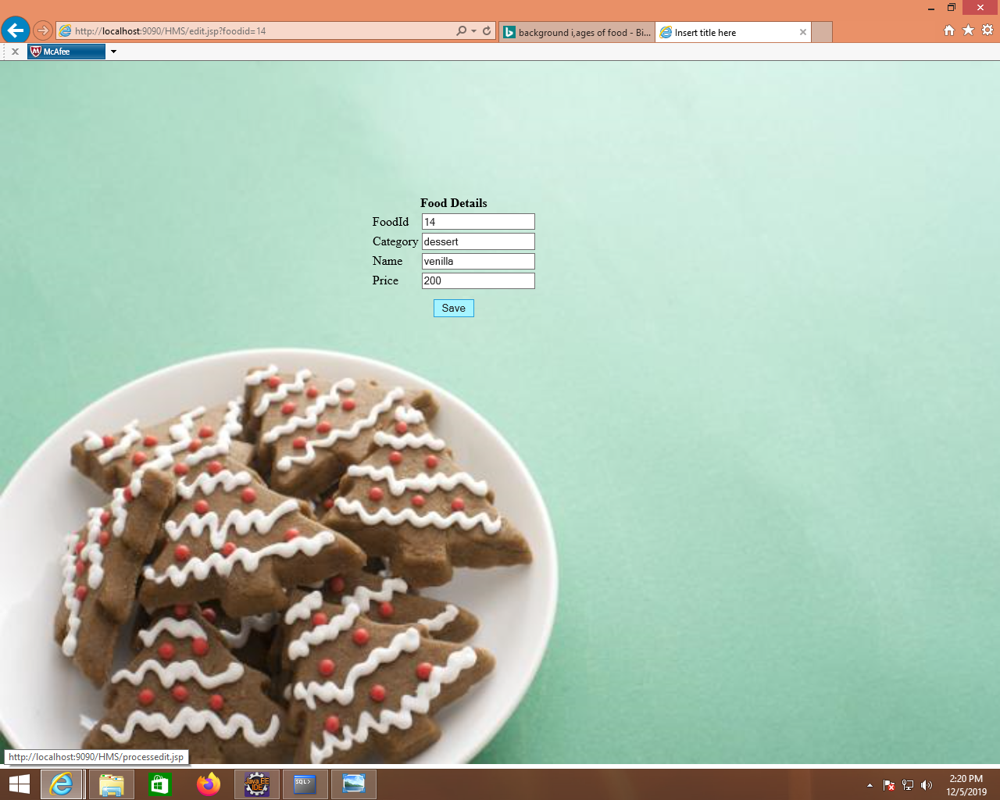 http://localhost:9090/HMS/edit.jsp?foodid=14
background i,ages of food - Bi...
Insert title here
McAfee
Food Details
FoodId 14
Category dessert
Name venilla
Price 200
Save
http://localhost:9090/HMS/processedit.jsp
Java EE
IDE
SQL>
2:20 PM
12/5/2019